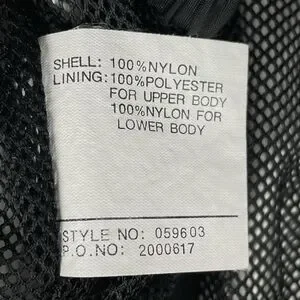 SHELL: 100%NYLON
LINING: 100%POLYESTER
FOR UPPER BODY
100%NYLON FOR
LOWER BODY
STYLE NO: 059603
P.O.NO: 2000617